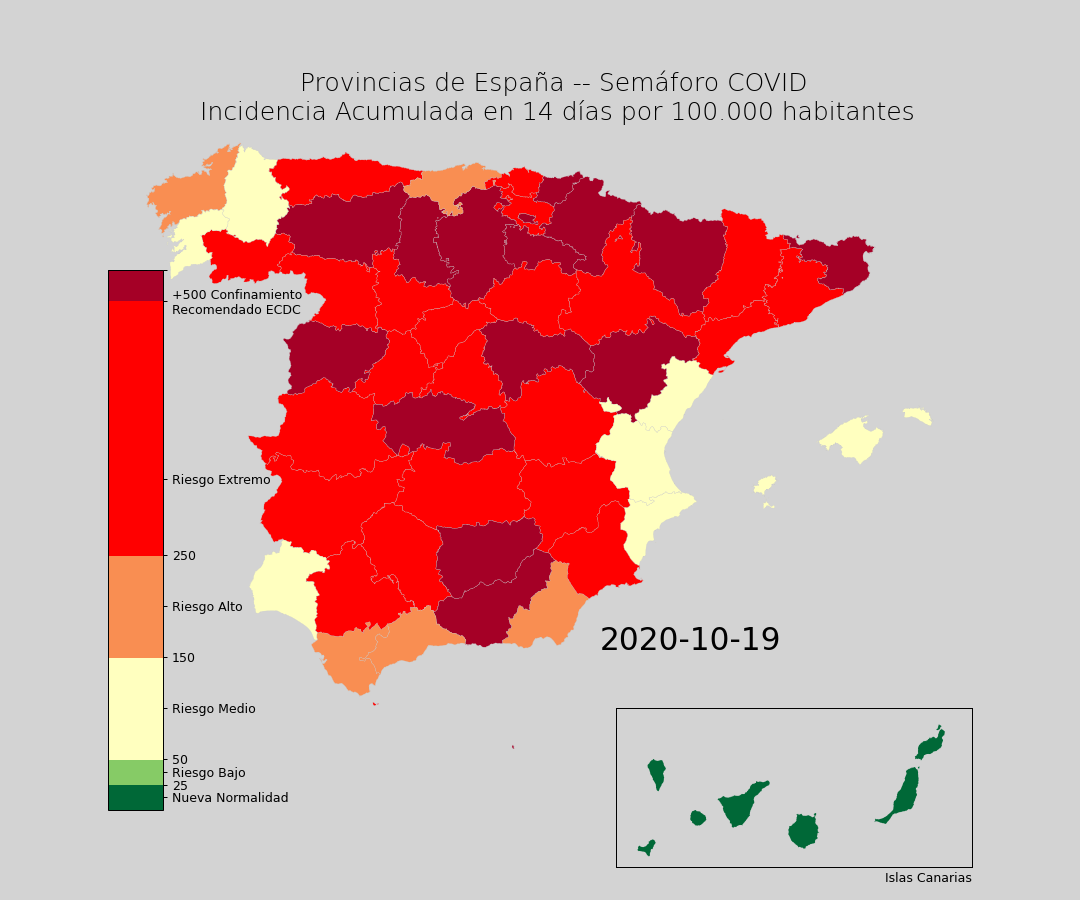 Provincias de España -- Semáforo COVID
Incidencia Acumulada en 14 días por 100.000 habitantes
+500 Confinamiento
Recomendado ECDC
Riesgo Extremo
250
Riesgo Alto
150
Riesgo Medio
50
Riesgo Bajo
25
Nueva Normalidad
2020-10-19
Islas Canarias